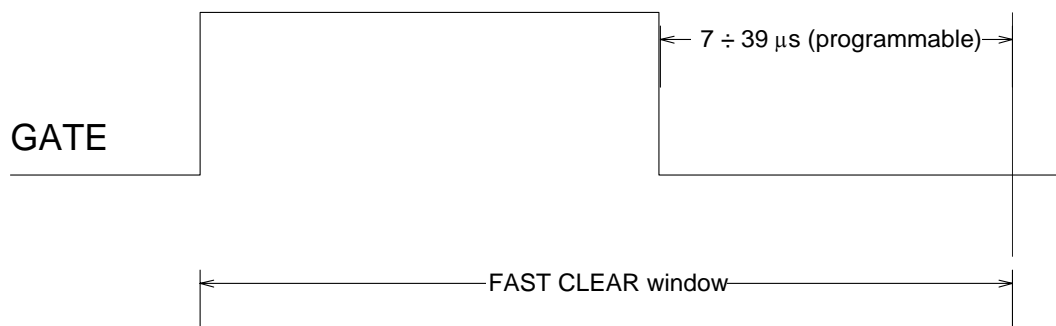 7 ÷ 39 μs (programmable)
GATE
FAST CLEAR window